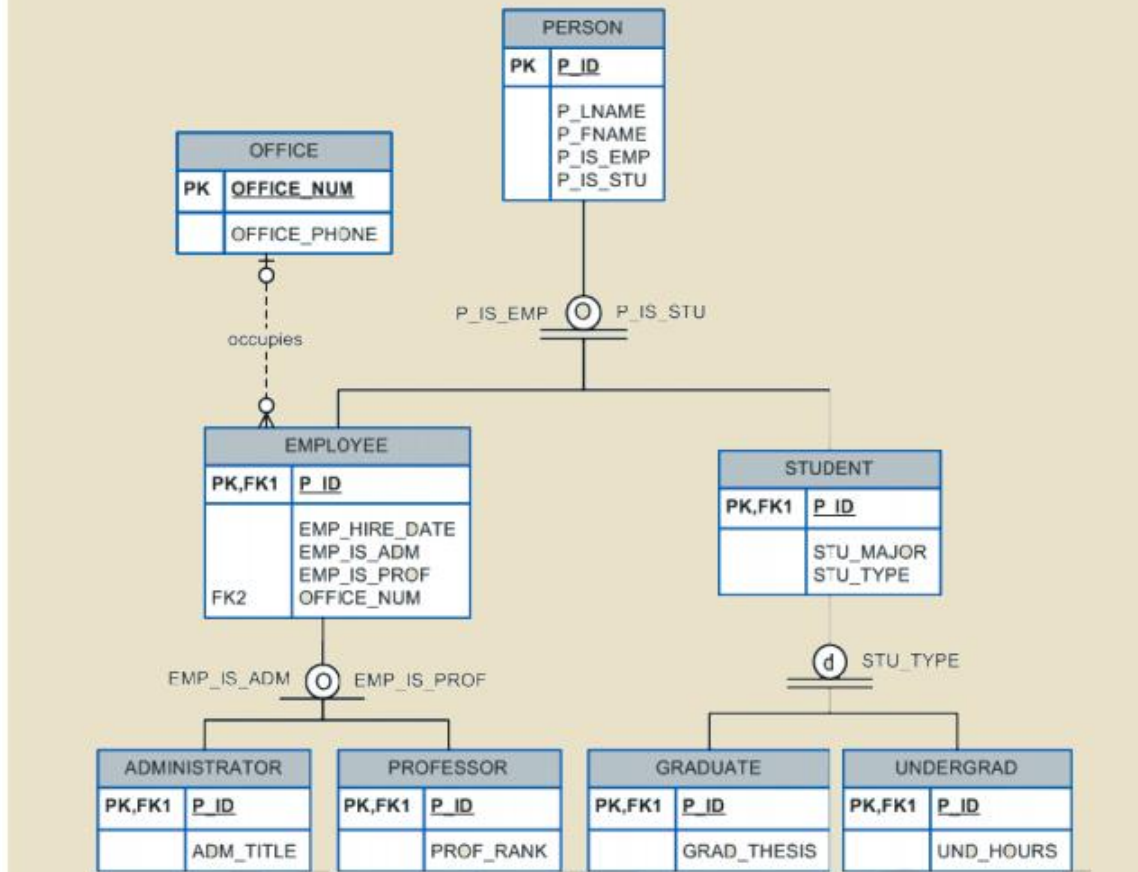 PERSON
PK P_ID
P_LNAME
P_FNAME
P_IS_EMP
P_IS_STU
OFFICE
PK OFFICE_NUM
OFFICE_PHONE
P_IS_EMP O P_IS_STU
occupies
EMPLOYEE
PK,FK1 P_ID
EMP_HIRE_DATE
EMP_IS_ADM
EMP_IS_PROF
FK2 OFFICE_NUM
STUDENT
PK,FK1 P_ID
STU_MAJOR
STU_TYPE
EMP_IS_ADM O EMP_IS_PROF
d STU_TYPE
ADMINISTRATOR
PK,FK1 P_ID
ADM_TITLE
PROFESSOR
PK,FK1 P_ID
PROF_RANK
GRADUATE
PK,FK1 P_ID
GRAD_THESIS
UNDERGRAD
PK,FK1 P_ID
UND_HOURS